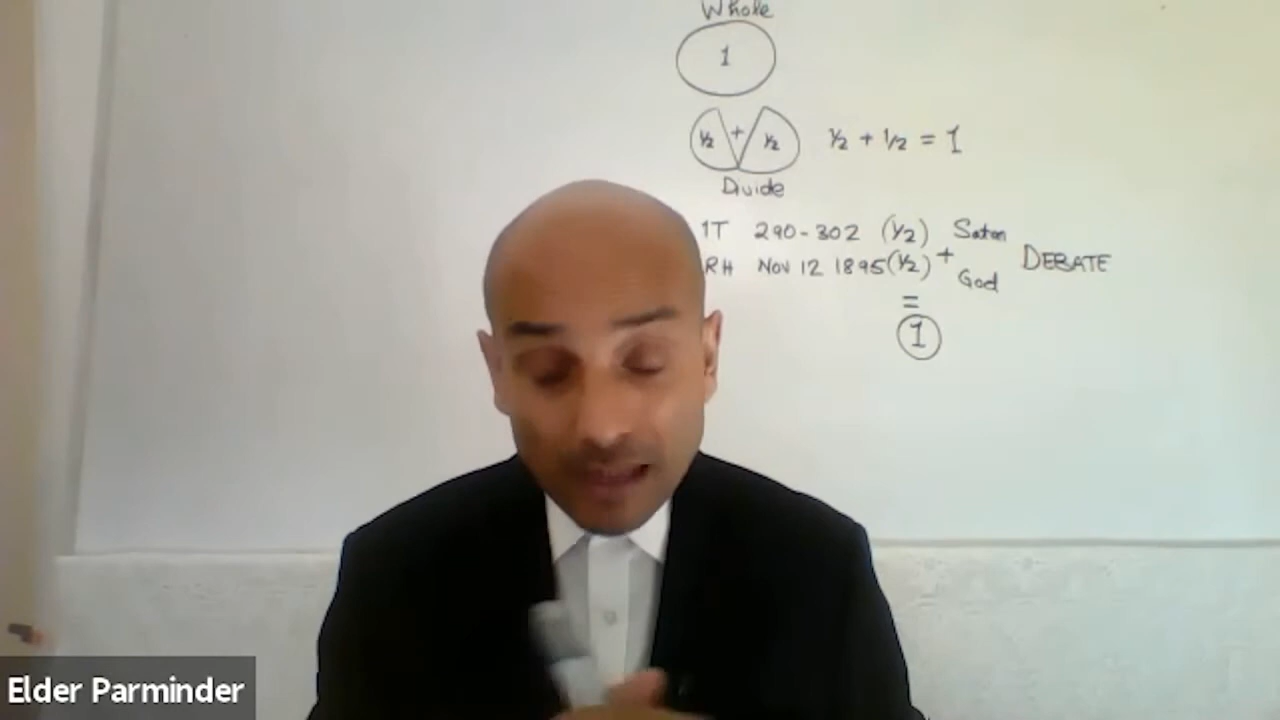 Whole
1
½ + ½   ½ + ½ = 1
Divide
1T 290-302 (½) Satan
+ DEBATE
RH Nov 12 1895 (½) God
=
1
Elder Parminder